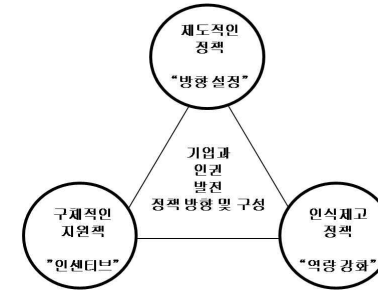 제도적인
정책
“방향 설정”
기업과
인권
발전
정책 방향 및 구성
구체적인
지원책
”인센티브”
인식제고
정책
“역량 강화”